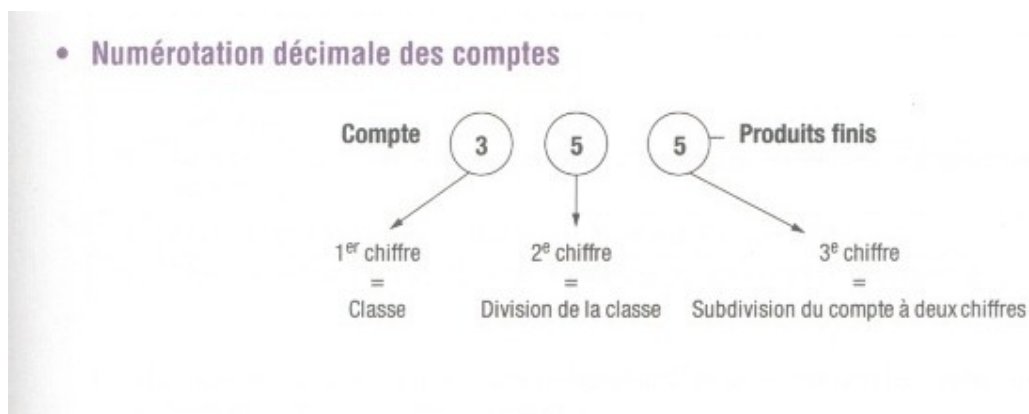 • Numérotation décimale des comptes
Compte 3 5 5 – Produits finis
1er chiffre 2e chiffre 3e chiffre
= = =
Classe Division de la classe Subdivision du compte à deux chiffres